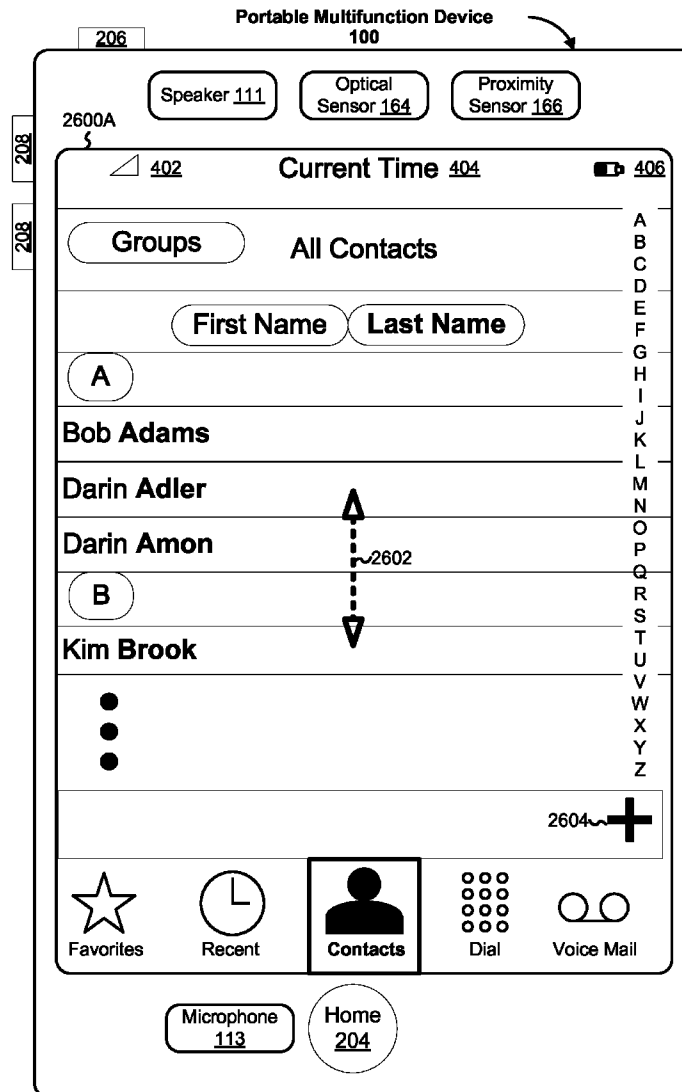 Portable Multifunction Device
100
206
Speaker 111
Optical
Sensor 164
Proximity
Sensor 166
2600A
208
208
402
Current Time 404
406
Groups
All Contacts
First Name
Last Name
A
Bob Adams
Darin Adler
Darin Amon
2602
B
Kim Brook
A
B
C
D
E
F
G
H
I
J
K
L
M
N
O
P
Q
R
S
T
U
V
W
X
Y
Z
2604
Favorites
Recent
Contacts
Dial
Voice Mail
Microphone
113
Home
204